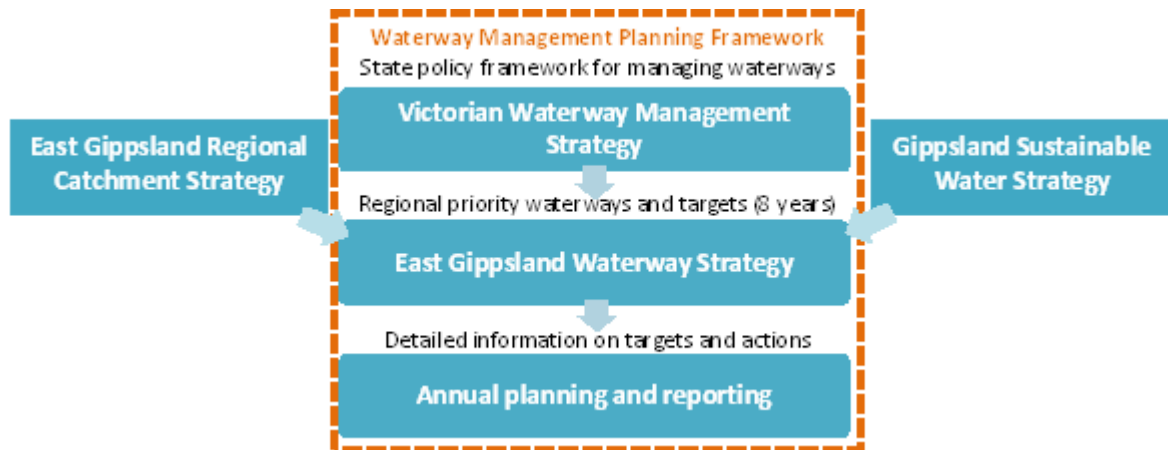 Waterway Management Planning Framework
State policy framework for managing waterways
Victorian Waterway Management
Strategy
East Gippsland Regional
Catchment Strategy
Gippsland Sustainable
Water Strategy
Regional priority waterways and targets (8 years)
East Gippsland Waterway Strategy
Detailed information on targets and actions
Annual planning and reporting